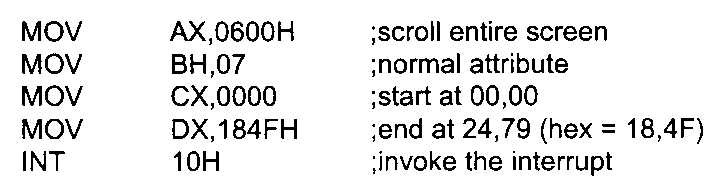 MOV AX,0600H ;scroll entire screen
MOV BH,07 ;normal attribute
MOV CX,0000 ;start at 00,00
MOV DX,184FH ;end at 24,79 (hex = 18,4F)
INT 10H ;invoke the interrupt